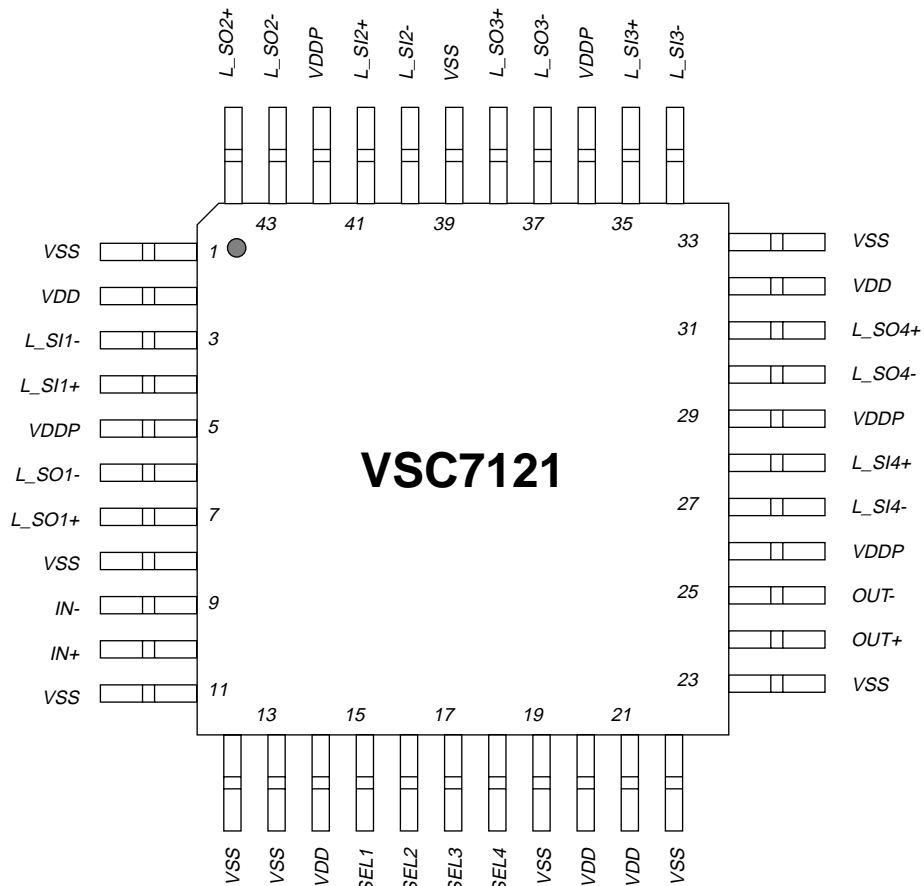 L_SO2+ L_SO2- VDDP L_SI2+ L_SI2- VSS L_SO3+ L_SO3- VDDP L_SI3+ L_SI3-
43 41 39 37 35
VSS 1 33 VSS
VDD VDD
L_SI1- 3 31 L_SO4+
L_SI1+ L_SO4-
VDDP 5 29 VDDP
L_SO1- L_SI4+
VSC7121
L_SO1+ 7 27 L_SI4-
VSS VDDP
IN- 9 25 OUT-
IN+ OUT+
VSS 11 23 VSS
13 15 17 19 21
VSS VSS VDD SEL1 SEL2 SEL3 SEL4 VSS VDD VDD VSS